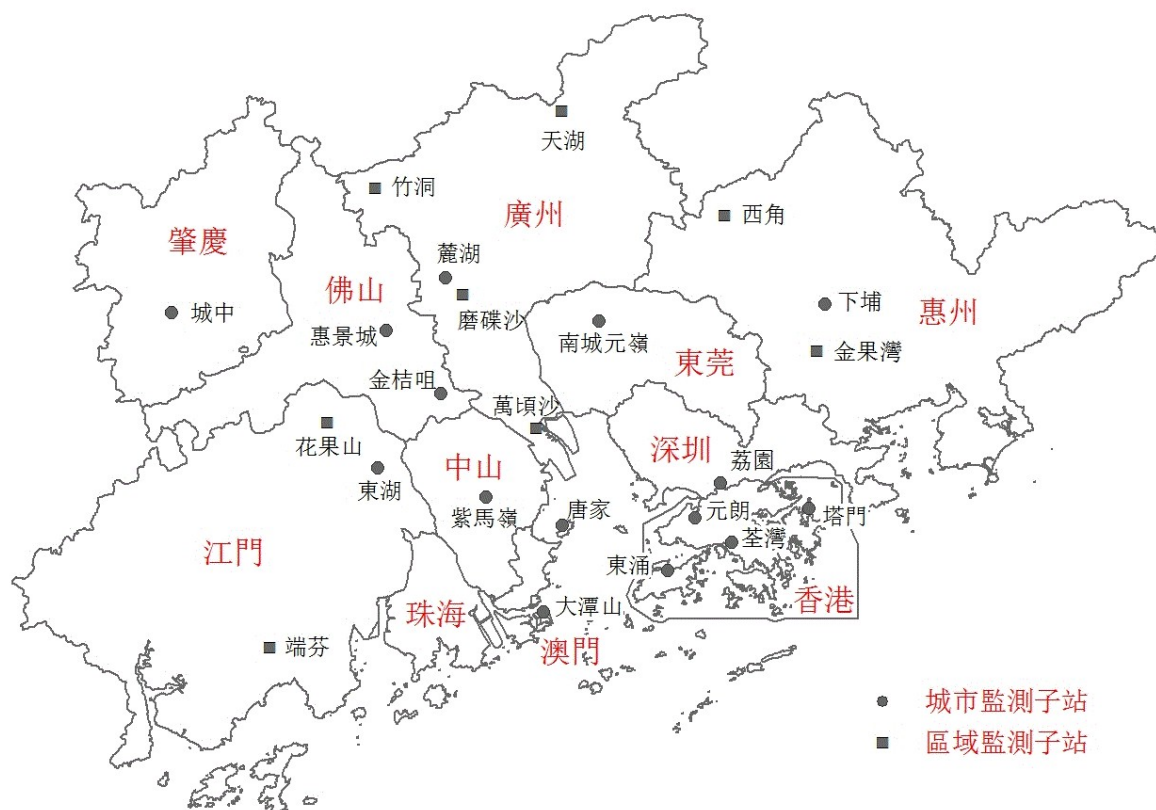 天湖
竹洞
廣州
西角
肇慶
麓湖
佛山
磨碟沙
城中
惠景城
南城元嶺
下埔
惠州
東莞
金果灣
金桔咀
萬頃沙
花果山
中山
深圳
荔園
東湖
紫馬嶺
唐家
元朗
塔門
荃灣
江門
東涌
香港
珠海
大潭山
端芬
澳門
城市監測子站
區域監測子站